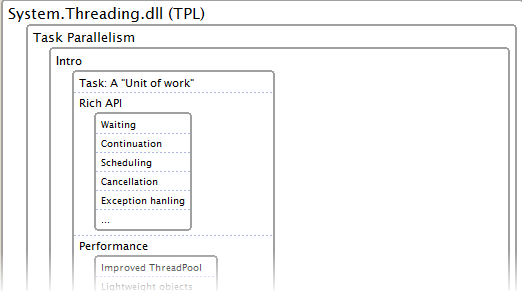 System.Threading.dll (TPL)
Task Parallelism
Intro
Task: A "Unit of work"
Rich API
Waiting
Continuation
Scheduling
Cancellation
Exception hanling
...
Performance
Improved ThreadPool
Lightweight objects